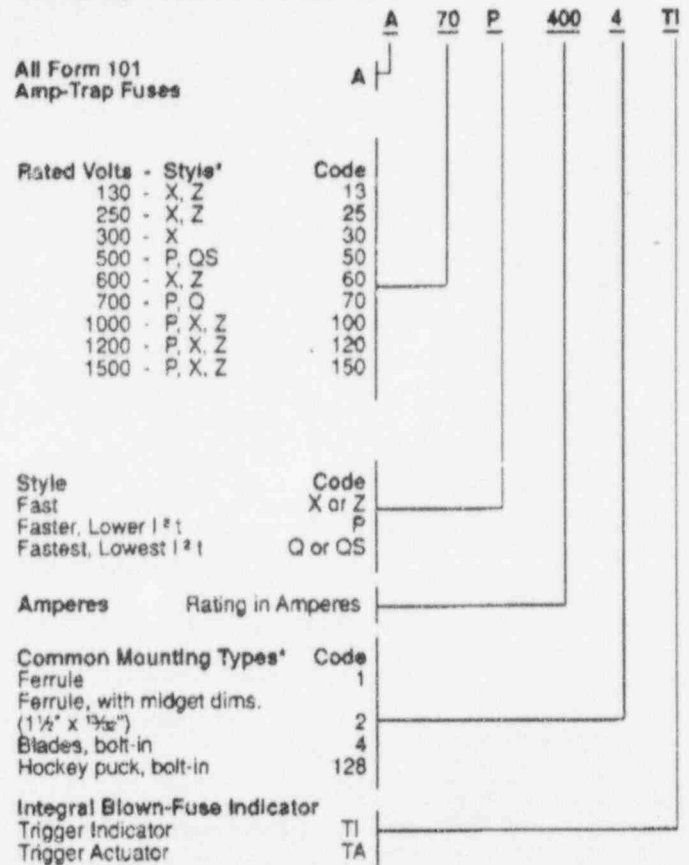 A 70 P 400 4 TI
All Form 101
Amp-Trap Fuses A
Rated Volts - Style* Code
130 - X, Z 13
250 - X, Z 25
300 - X 30
500 - P, QS 50
600 - X, Z 60
700 - P, Q 70
1000 - P, X, Z 100
1200 - P, X, Z 120
1500 - P, X, Z 150
Style Code
Fast X or Z
Faster, Lower I²t P
Fastest, Lowest I²t Q or QS
Amperes Rating in Amperes
Common Mounting Types* Code
Ferrule 1
Ferrule, with midget dims.
(1½" x 13/32") 2
Blades, bolt-in 4
Hockey puck, bolt-in 128
Integral Blown-Fuse Indicator
Trigger Indicator TI
Trigger Actuator TA